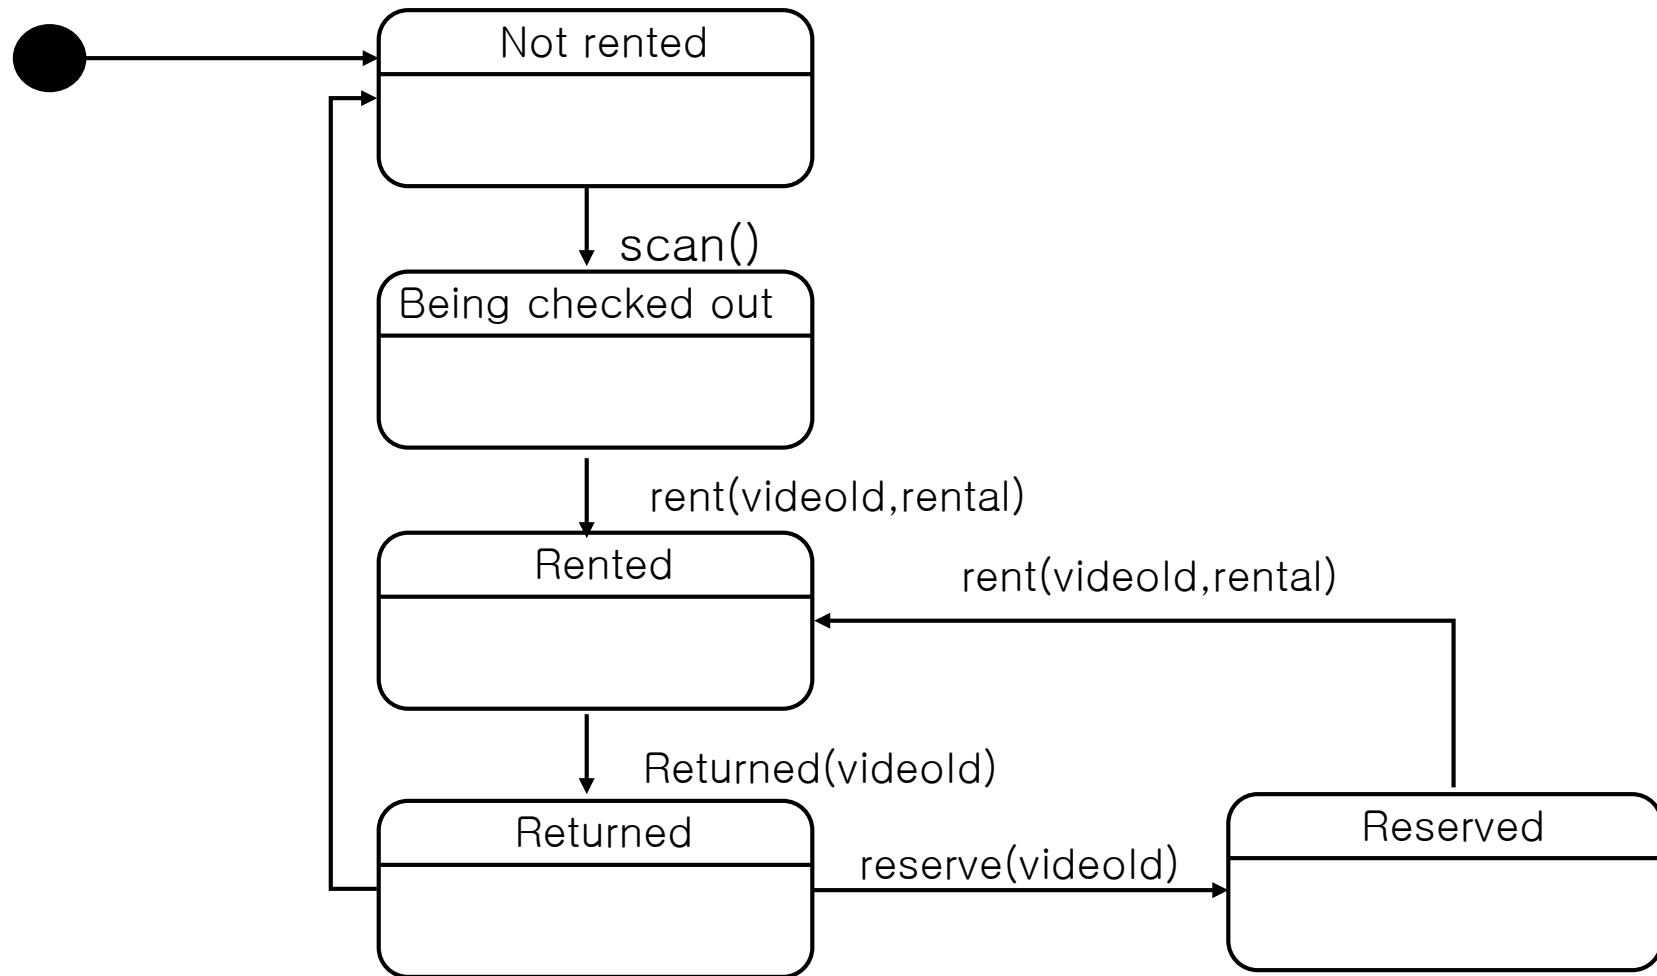 Not rented
scan()
Being checked out
rent(videoId,rental)
Rented
rent(videoId,rental)
Returned(videoId)
Returned
reserve(videoId)
Reserved